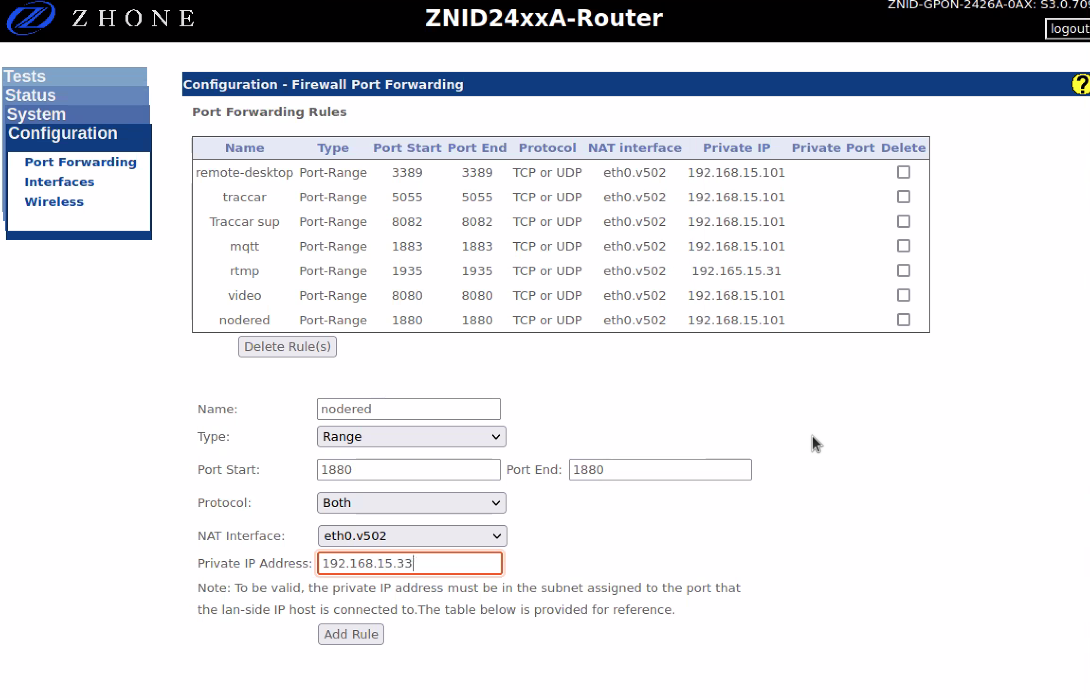 ZHONE
ZNID24xxA-Router
ZNID-GPON-2426A-0AX: S3.0.709
logout
Tests
Status
System
Configuration
Port Forwarding
Interfaces
Wireless
Configuration - Firewall Port Forwarding
?
Port Forwarding Rules
Name Type Port Start Port End Protocol NAT interface Private IP Private Port Delete
remote-desktop Port-Range 3389 3389 TCP or UDP eth0.v502 192.168.15.101
traccar Port-Range 5055 5055 TCP or UDP eth0.v502 192.168.15.101
Traccar sup Port-Range 8082 8082 TCP or UDP eth0.v502 192.168.15.101
mqtt Port-Range 1883 1883 TCP or UDP eth0.v502 192.168.15.101
rtmp Port-Range 1935 1935 TCP or UDP eth0.v502 192.165.15.31
video Port-Range 8080 8080 TCP or UDP eth0.v502 192.168.15.101
nodered Port-Range 1880 1880 TCP or UDP eth0.v502 192.168.15.101
Delete Rule(s)
Name: nodered
Type: Range
Port Start: 1880 Port End: 1880
Protocol: Both
NAT Interface: eth0.v502
Private IP Address: 192.168.15.33
Note: To be valid, the private IP address must be in the subnet assigned to the port that
the lan-side IP host is connected to.The table below is provided for reference.
Add Rule